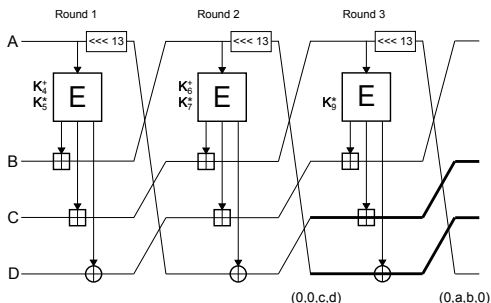 Round 1 Round 2 Round 3
A <<< 13 <<< 13 <<< 13
K₄⁺ E K₆⁺ E K₉* E
K₅* K₇*
B
C
D
(0,0,c,d) (0,a,b,0)